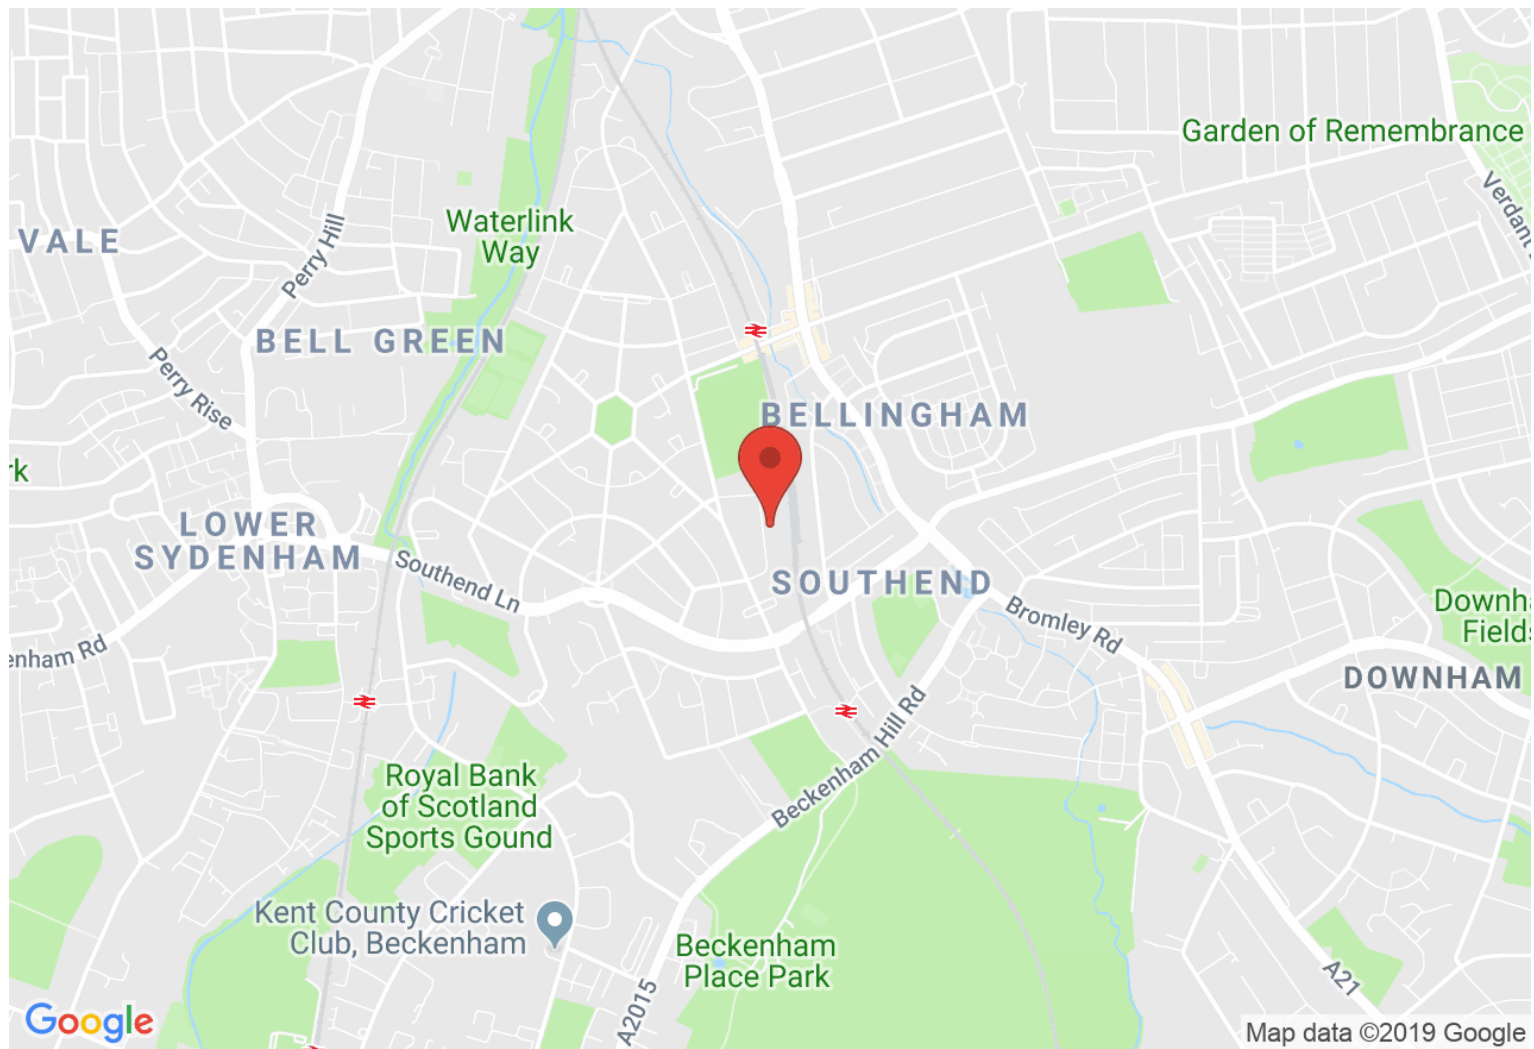 Garden of Remembrance
Verdant
Waterlink
Way
VALE
Perry Hill
BELL GREEN
Perry Rise
BELLINGHAM
rk
LOWER
SYDENHAM
Southend Ln
SOUTHEND
Bromley Rd
Downha
Fields
enham Rd
DOWNHAM
Beckenham Hill Rd
Royal Bank
of Scotland
Sports Gound
Kent County Cricket
Club, Beckenham
Beckenham
Place Park
A2015
A21
Google
Map data ©2019 Google